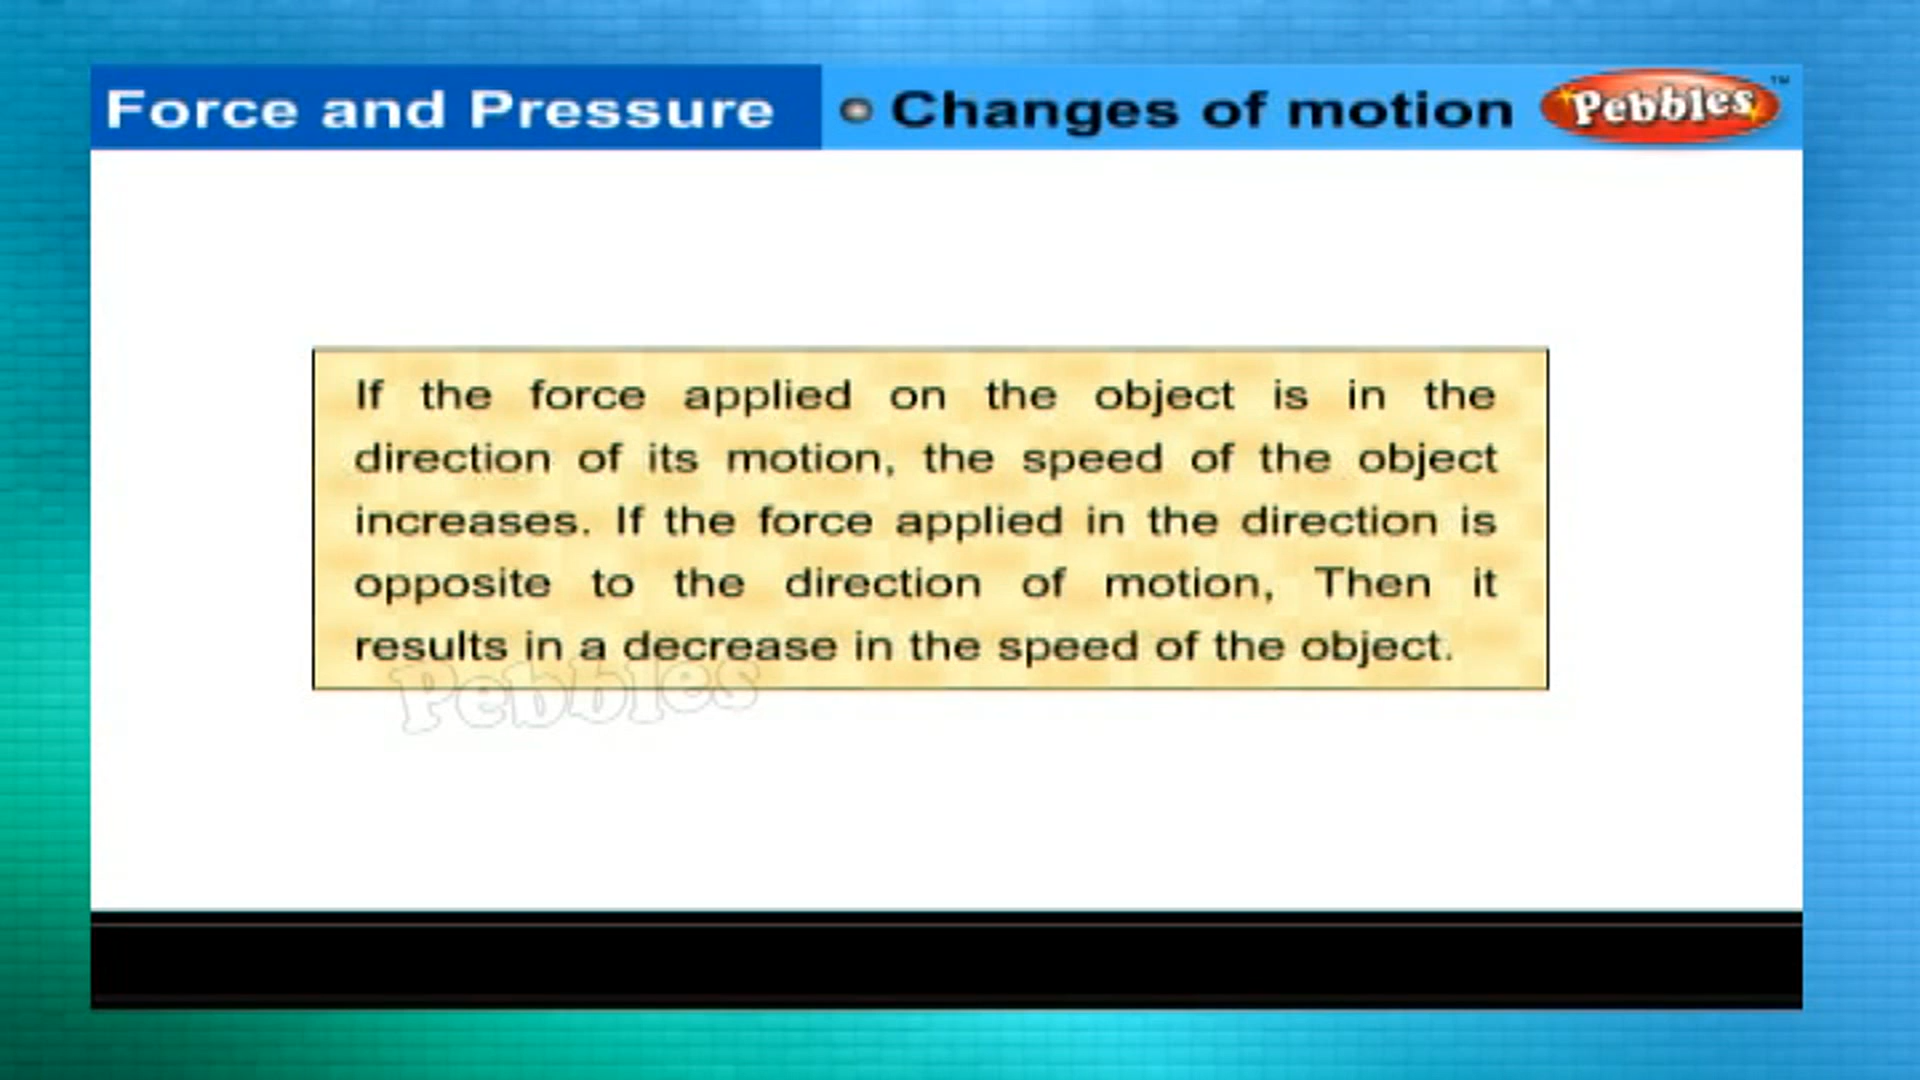 Force and Pressure
Changes of motion
Pebbles™
If the force applied on the object is in the
direction of its motion, the speed of the object
increases. If the force applied in the direction is
opposite to the direction of motion, Then it
results in a decrease in the speed of the object.
Pebbles